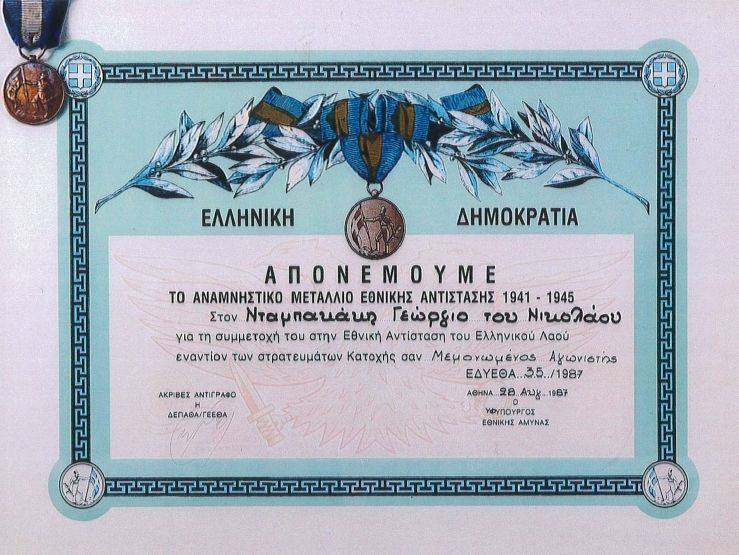 ΕΛΛΗΝΙΚΗ ΔΗΜΟΚΡΑΤΙΑ
ΑΠΟΝΕΜΟΥΜΕ
ΤΟ ΑΝΑΜΝΗΣΤΙΚΟ ΜΕΤΑΛΛΙΟ ΕΘΝΙΚΗΣ ΑΝΤΙΣΤΑΣΗΣ 1941 - 1945
Στον Νταμπακάκη Γεώργιο του Νικολάου
για τη συμμετοχή του στην Εθνική Αντίσταση του Ελληνικού Λαού
εναντίον των στρατευμάτων Κατοχής σαν Μεμονωμένος Αγωνιστής
ΕΔΥΕΘΑ...35../1987
ΑΚΡΙΒΕΣ ΑΝΤΙΓΡΑΦΟ
Η
ΔΕΠΑΘΑ/ΓΕΕΘΑ
ΑΘΗΝΑ..28 Αυγ...1987
Ο
ΥΦΥΠΟΥΡΓΟΣ
ΕΘΝΙΚΗΣ ΑΜΥΝΑΣ